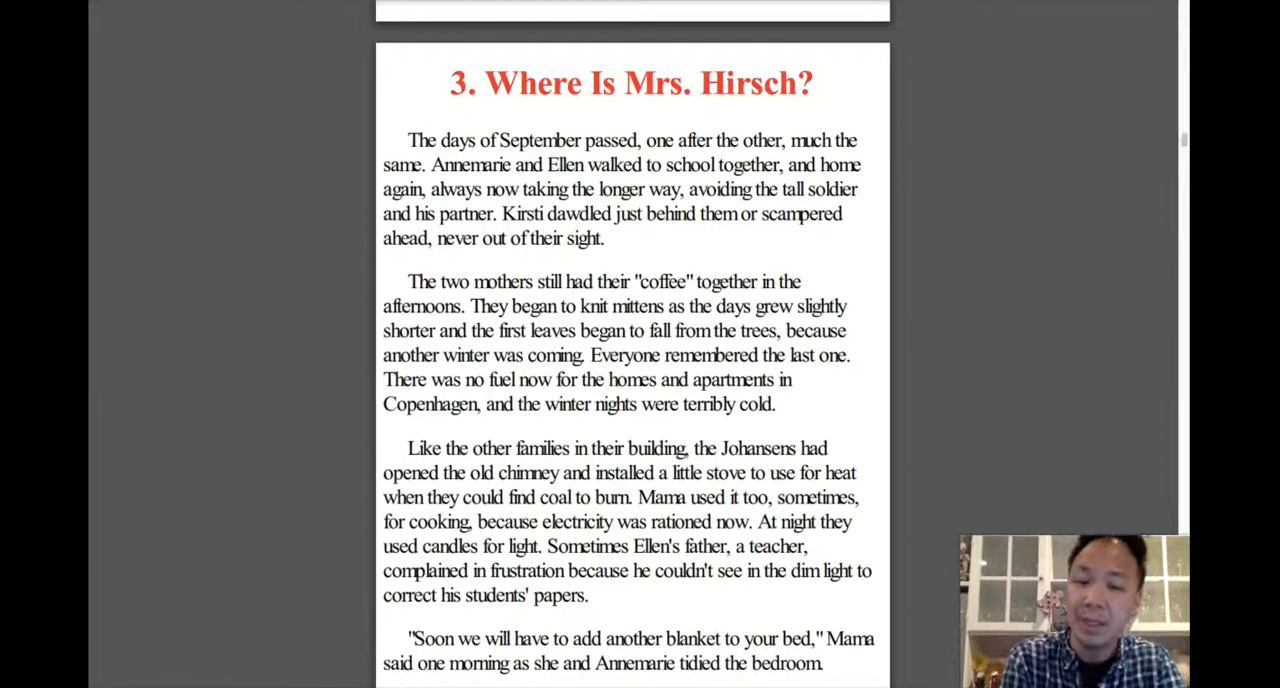 3. Where Is Mrs. Hirsch?
The days of September passed, one after the other, much the
same. Annemarie and Ellen walked to school together, and home
again, always now taking the longer way, avoiding the tall soldier
and his partner. Kirsti dawdled just behind them or scampered
ahead, never out of their sight.
The two mothers still had their "coffee" together in the
afternoons. They began to knit mittens as the days grew slightly
shorter and the first leaves began to fall from the trees, because
another winter was coming. Everyone remembered the last one.
There was no fuel now for the homes and apartments in
Copenhagen, and the winter nights were terribly cold.
Like the other families in their building, the Johansens had
opened the old chimney and installed a little stove to use for heat
when they could find coal to burn. Mama used it too, sometimes,
for cooking, because electricity was rationed now. At night they
used candles for light. Sometimes Ellen's father, a teacher,
complained in frustration because he couldn't see in the dim light to
correct his students' papers.
"Soon we will have to add another blanket to your bed," Mama
said one morning as she and Annemarie tidied the bedroom.